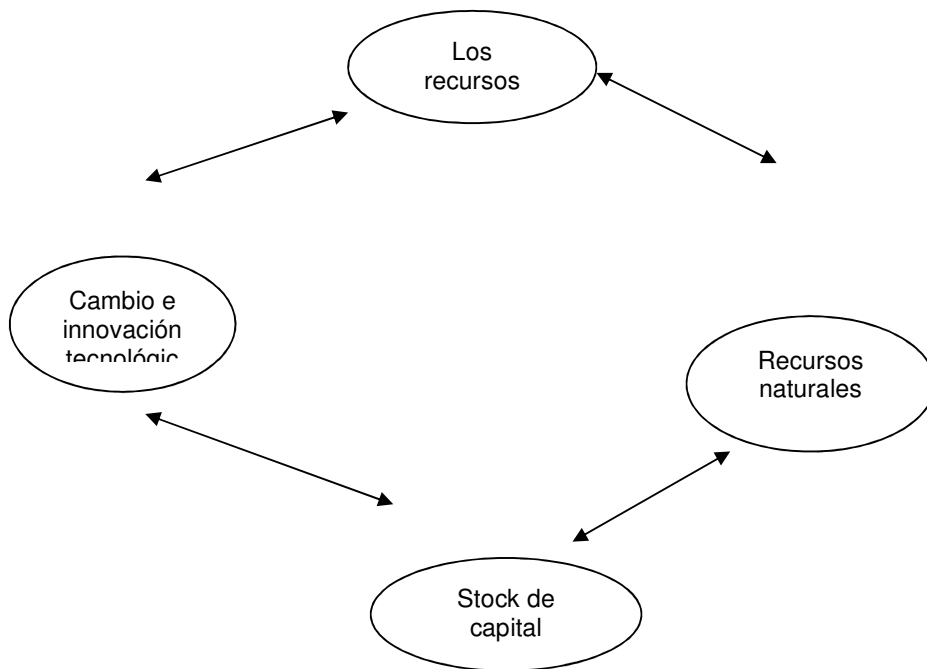 Los
recursos
Cambio e
innovación
tecnológic
Recursos
naturales
Stock de
capital